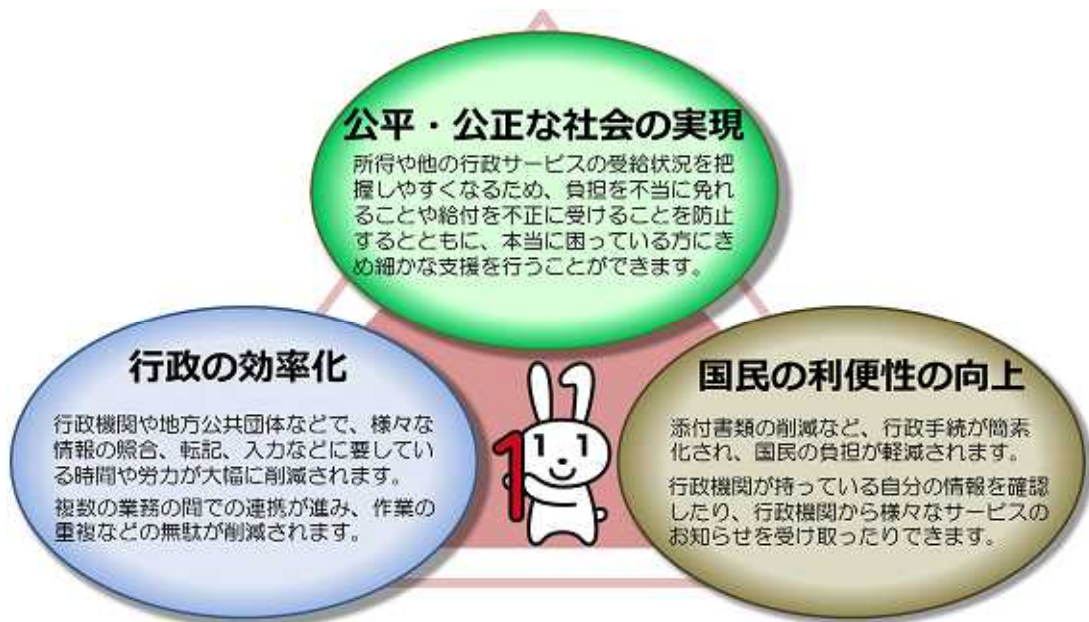 公平・公正な社会の実現
所得や他の行政サービスの受給状況を把
握しやすくなるため、負担を不当に免れ
ることや給付を不正に受けることを防止
するとともに、本当に困っている方にき
め細かな支援を行うことができます。
行政の効率化
行政機関や地方公共団体などで、様々な
情報の照合、転記、入力などに要してい
る時間や労力が大幅に削減されます。
複数の業務の間での連携が進み、作業の
重複などの無駄が削減されます。
1
国民の利便性の向上
添付書類の削減など、行政手続が簡素
化され、国民の負担が軽減されます。
行政機関が持っている自分の情報を確認
したり、行政機関から様々なサービスの
お知らせを受け取ったりできます。